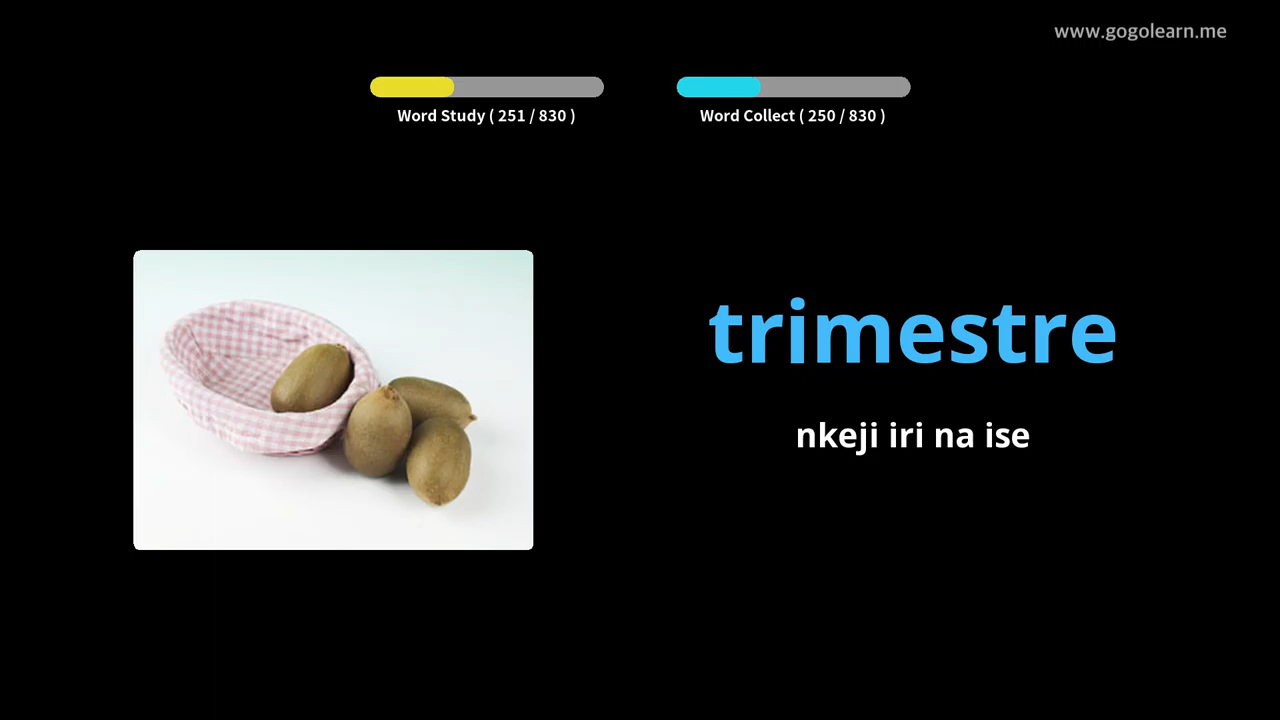 www.gogolearn.me
Word Study ( 251 / 830 )
Word Collect ( 250 / 830 )
trimestre
nkeji iri na ise